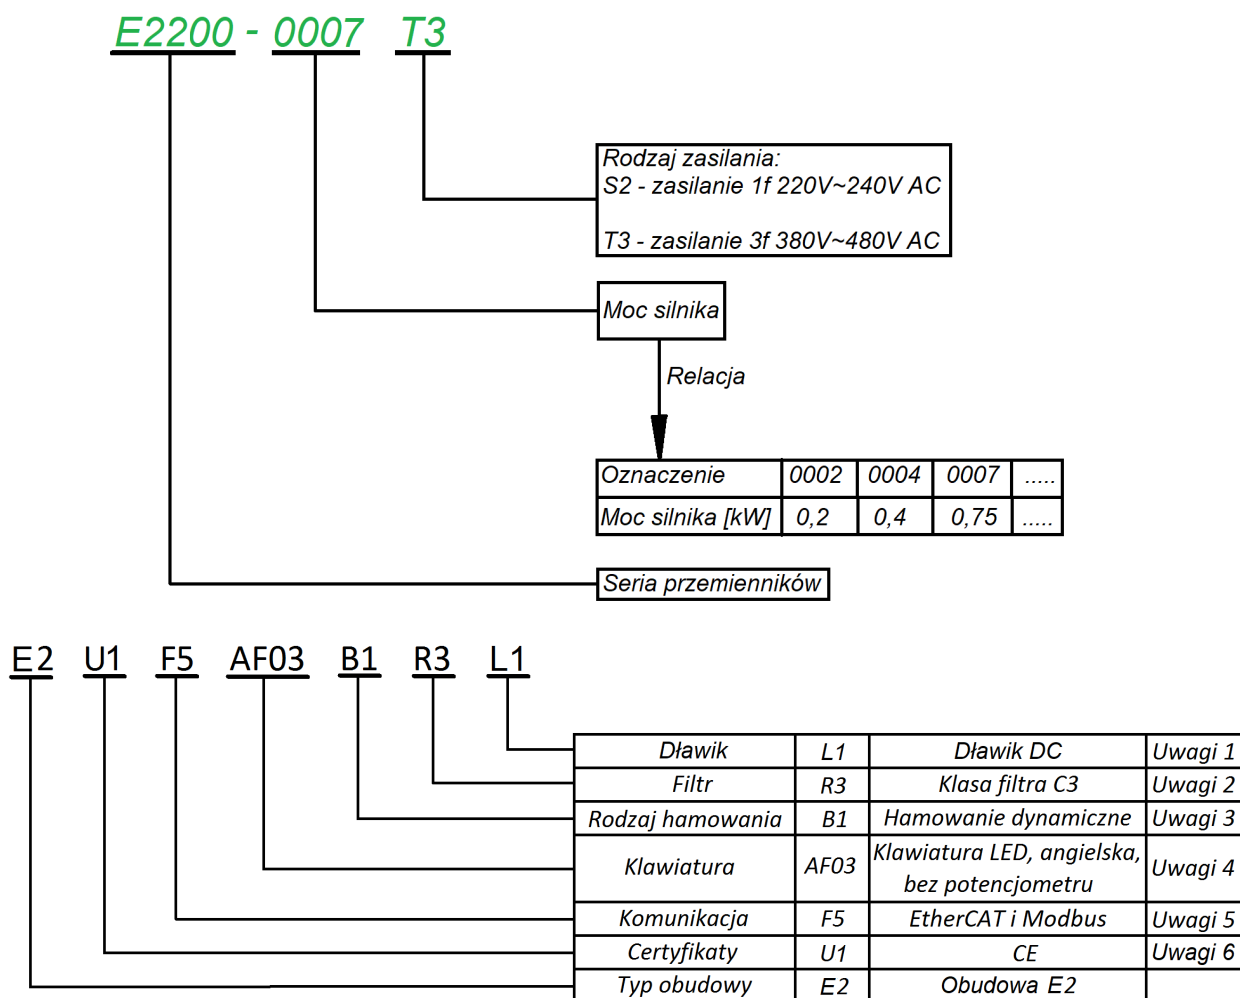 E2200 - 0007 T3
Rodzaj zasilania:
S2 - zasilanie 1f 220V~240V AC
T3 - zasilanie 3f 380V~480V AC
Moc silnika
Relacja
Oznaczenie 0002 0004 0007 .....
Moc silnika [kW] 0,2 0,4 0,75 .....
Seria przemienników
E2 U1 F5 AF03 B1 R3 L1
Dławik L1 Dławik DC Uwagi 1
Filtr R3 Klasa filtra C3 Uwagi 2
Rodzaj hamowania B1 Hamowanie dynamiczne Uwagi 3
Klawiatura AF03 Klawiatura LED, angielska, Uwagi 4
bez potencjometru
Komunikacja F5 EtherCAT i Modbus Uwagi 5
Certyfikaty U1 CE Uwagi 6
Typ obudowy E2 Obudowa E2